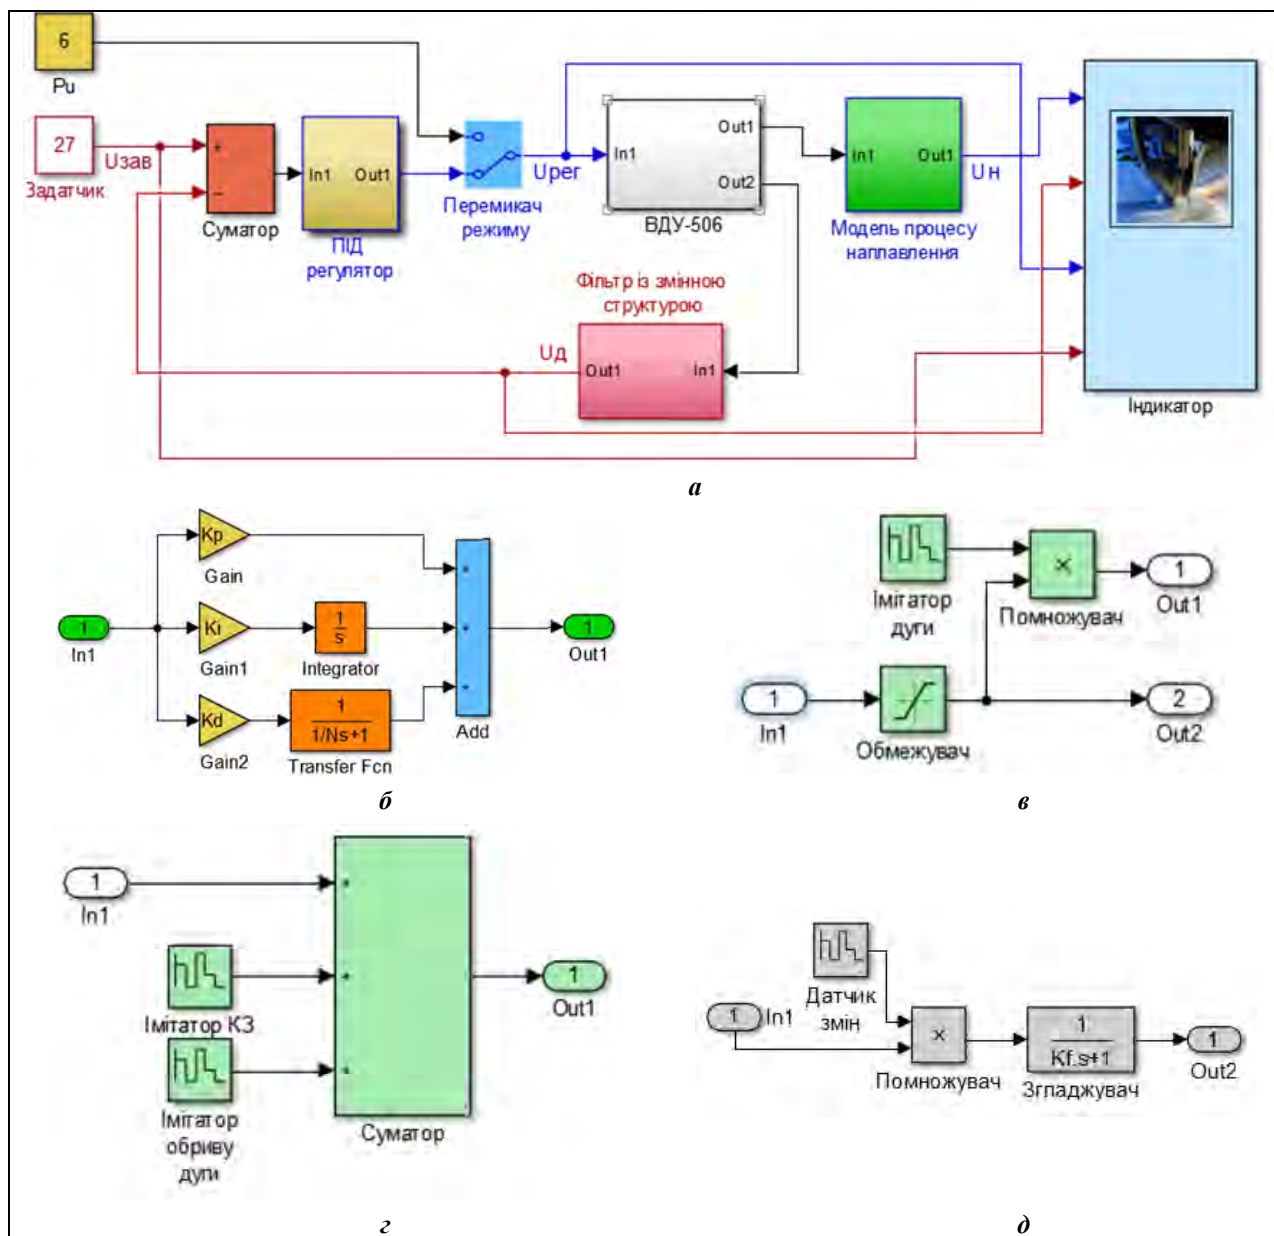 6
Pu
27
Задатчик
Uзав
+
−
Суматор
In1
Out1
ПІД
регулятор
Перемикач
режиму
Uрег
In1
Out1
Out2
ВДУ-506
In1
Out1
Модель процесу
наплавлення
Uн
Індикатор
Фільтр із змінною
структурою
Out1
In1
Uд
а
1
In1
Kp
Gain
Ki
Gain1
1
s
Integrator
Kd
Gain2
1
1/Ns+1
Transfer Fcn
+
+
+
Add
1
Out1
б
Імітатор
дуги
×
Помножувач
1
Out1
1
In1
Обмежувач
2
Out2
в
1
In1
Імітатор КЗ
Імітатор
обриву
дуги
+
+
+
Суматор
1
Out1
г
Датчик
змін
1
In1
×
Помножувач
1
Kf.s+1
Згладжувач
1
Out2
д